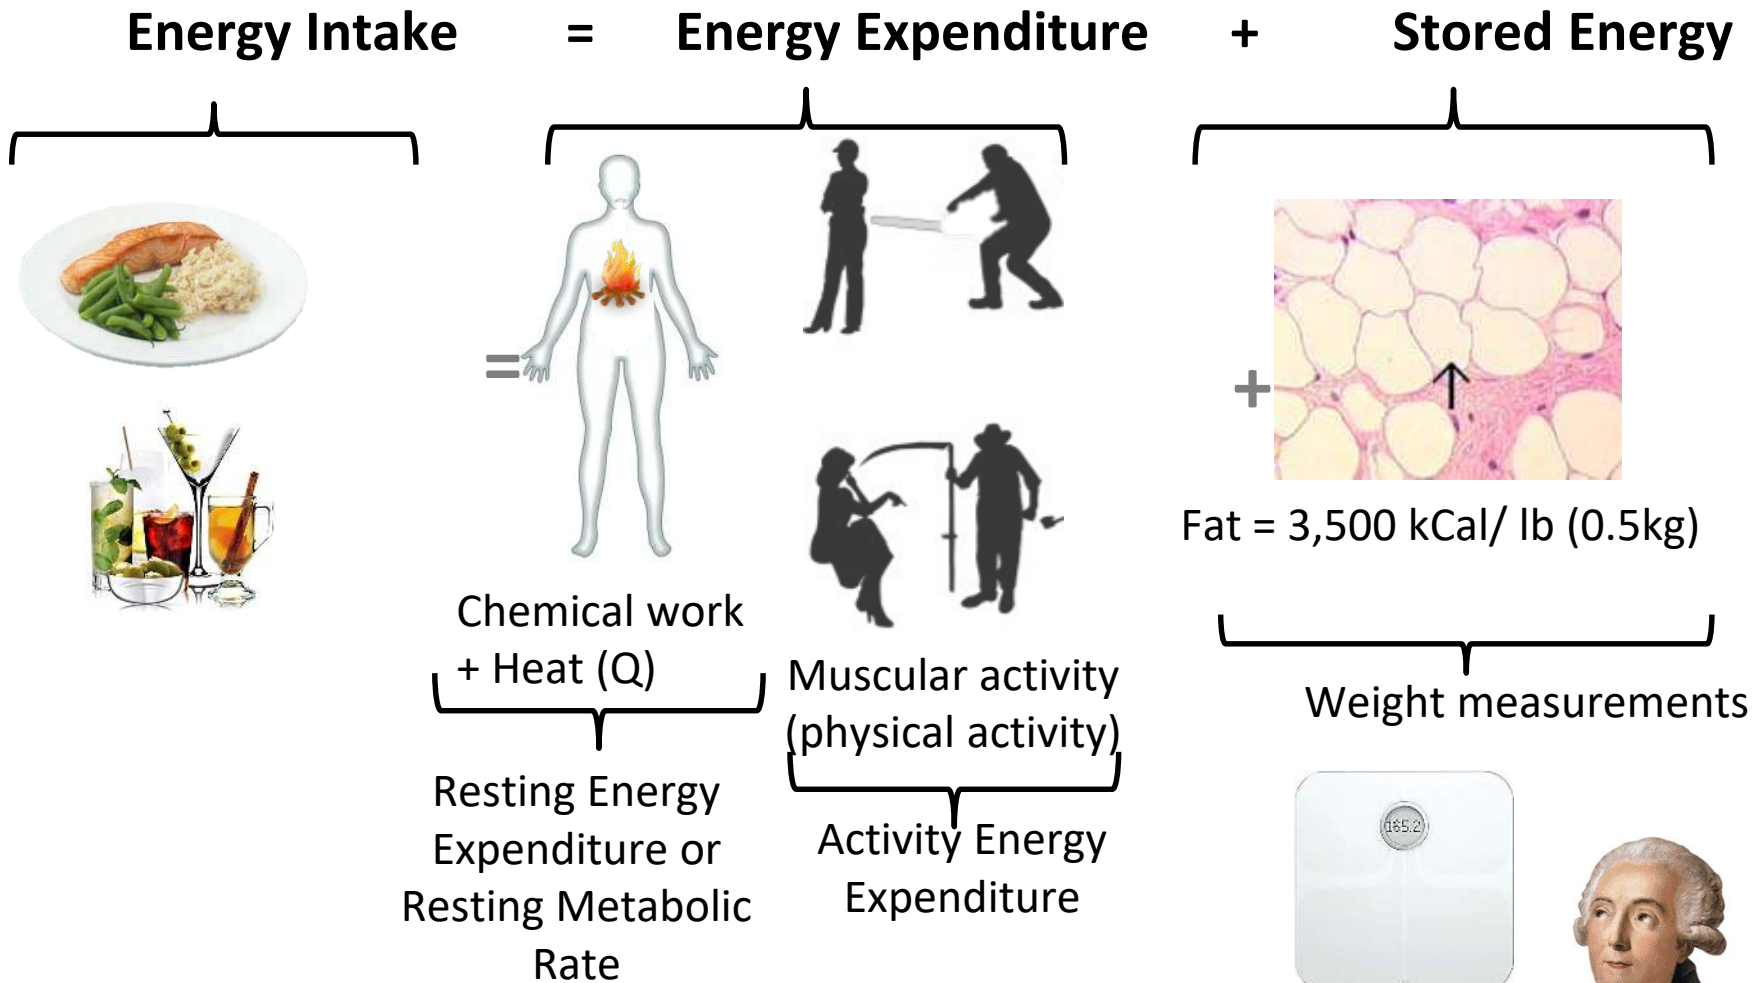 Energy Intake = Energy Expenditure + Stored Energy
=
+
Fat = 3,500 kCal/ lb (0.5kg)
Chemical work
+ Heat (Q)
Muscular activity
(physical activity)
Weight measurements
Resting Energy
Expenditure or
Resting Metabolic
Rate
Activity Energy
Expenditure
165.2